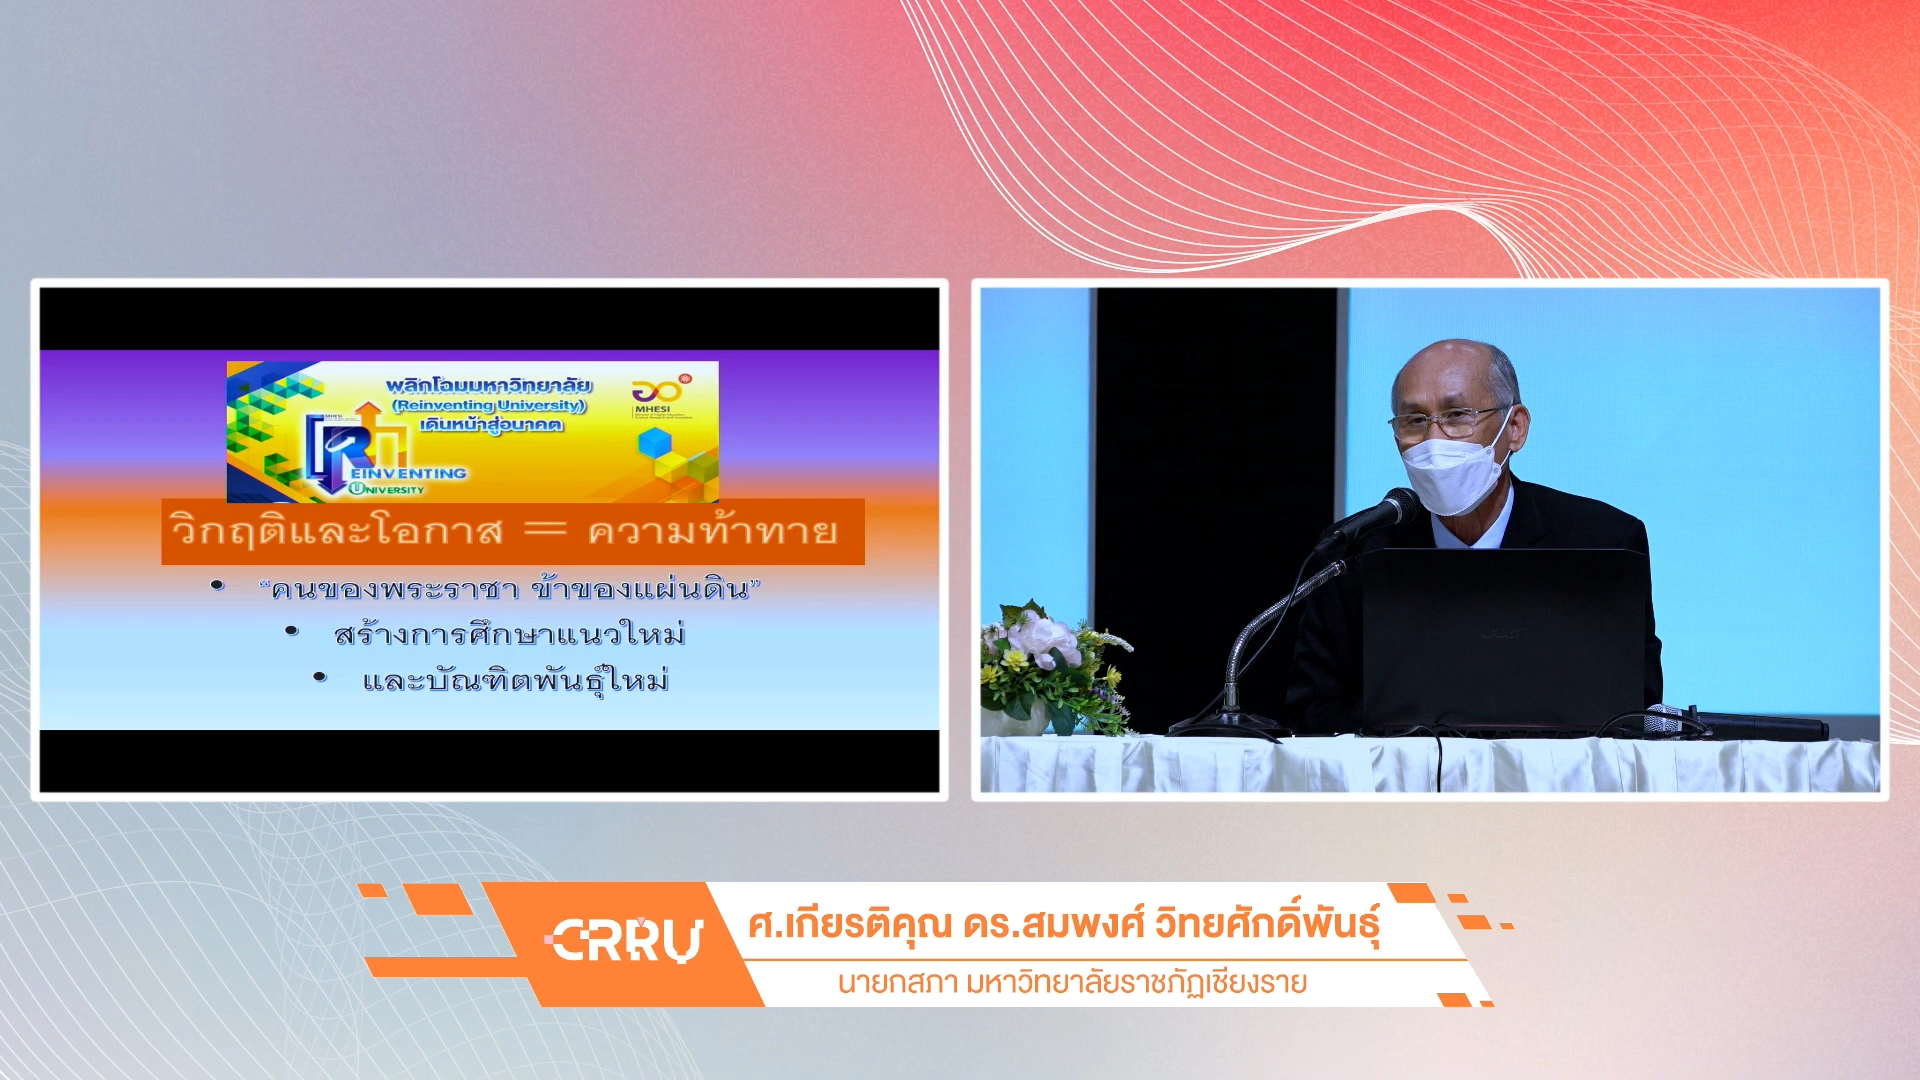 พลิกโฉมมหาวิทยาลัย
(Reinventing University)
เดินหน้าสู่อนาคต
MHESI
REINVENTING
UNIVERSITY
วิกฤติและโอกาส = ความท้าทาย
• “คนของพระราชา ข้าของแผ่นดิน”
• สร้างการศึกษาแนวใหม่
• และบัณฑิตพันธุ์ใหม่
acer
CRRU
ศ.เกียรติคุณ ดร.สมพงศ์ วิทยศักดิ์พันธุ์
นายกสภา มหาวิทยาลัยราชภัฏเชียงราย